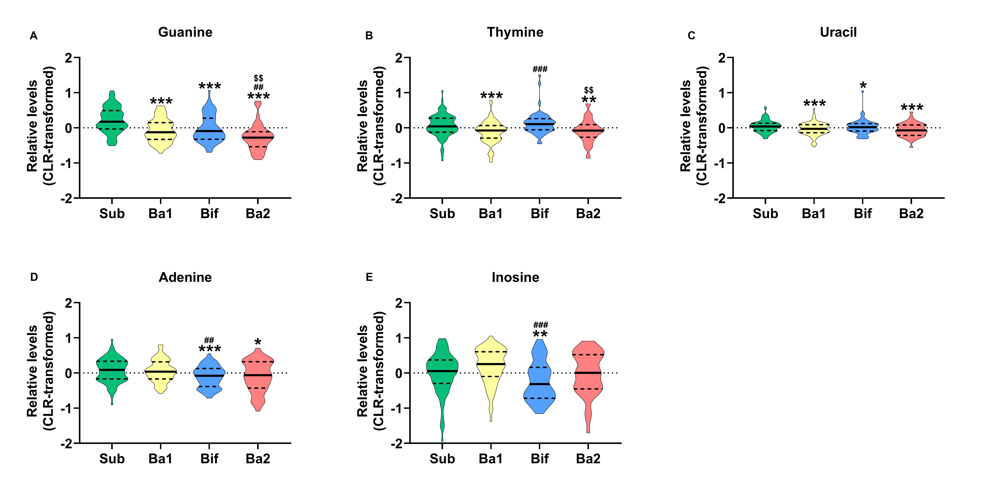 A
Guanine
Relative levels
(CLR-transformed)
2
1
0
-1
-2
***
***
$$
##
***
Sub Ba1 Bif Ba2
B
Thymine
Relative levels
(CLR-transformed)
2
1
0
-1
-2
***
###
$$
**
Sub Ba1 Bif Ba2
C
Uracil
Relative levels
(CLR-transformed)
2
1
0
-1
-2
***
*
***
Sub Ba1 Bif Ba2
D
Adenine
Relative levels
(CLR-transformed)
2
1
0
-1
-2
##
***
*
Sub Ba1 Bif Ba2
E
Inosine
Relative levels
(CLR-transformed)
2
1
0
-1
-2
###
**
Sub Ba1 Bif Ba2